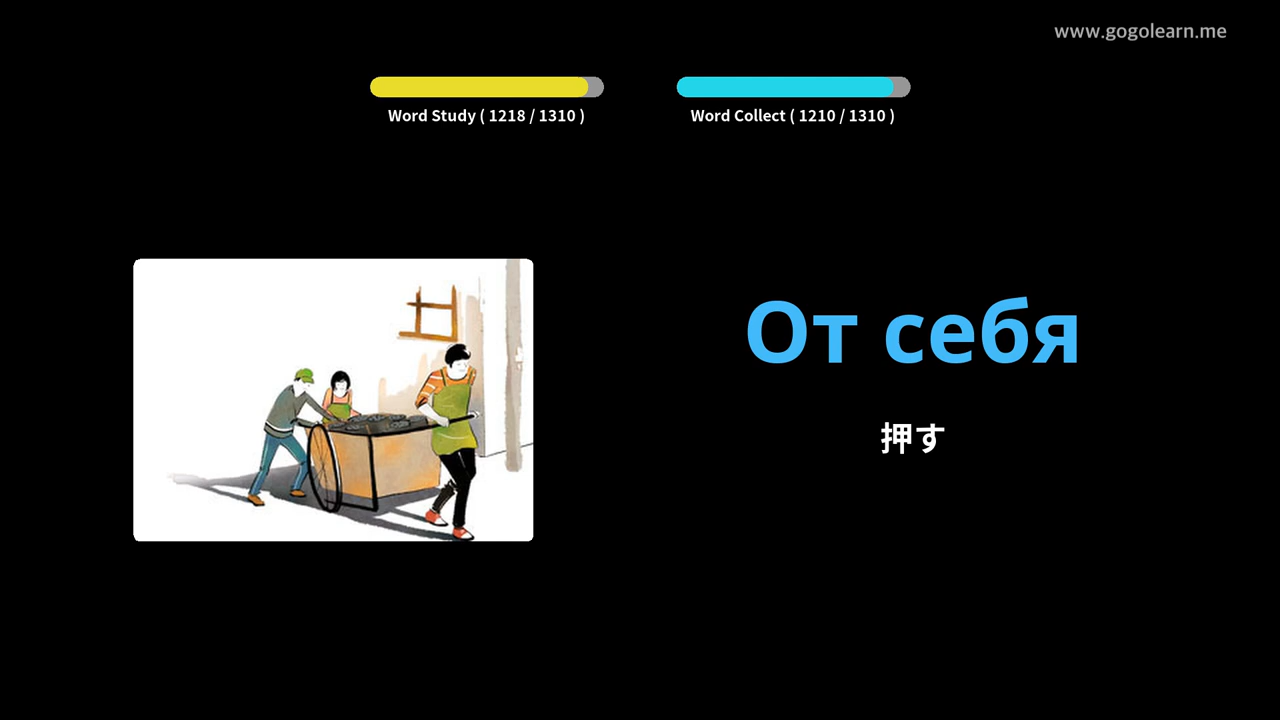 www.gogolearn.me
Word Study ( 1218 / 1310 )
Word Collect ( 1210 / 1310 )
От себя
押す